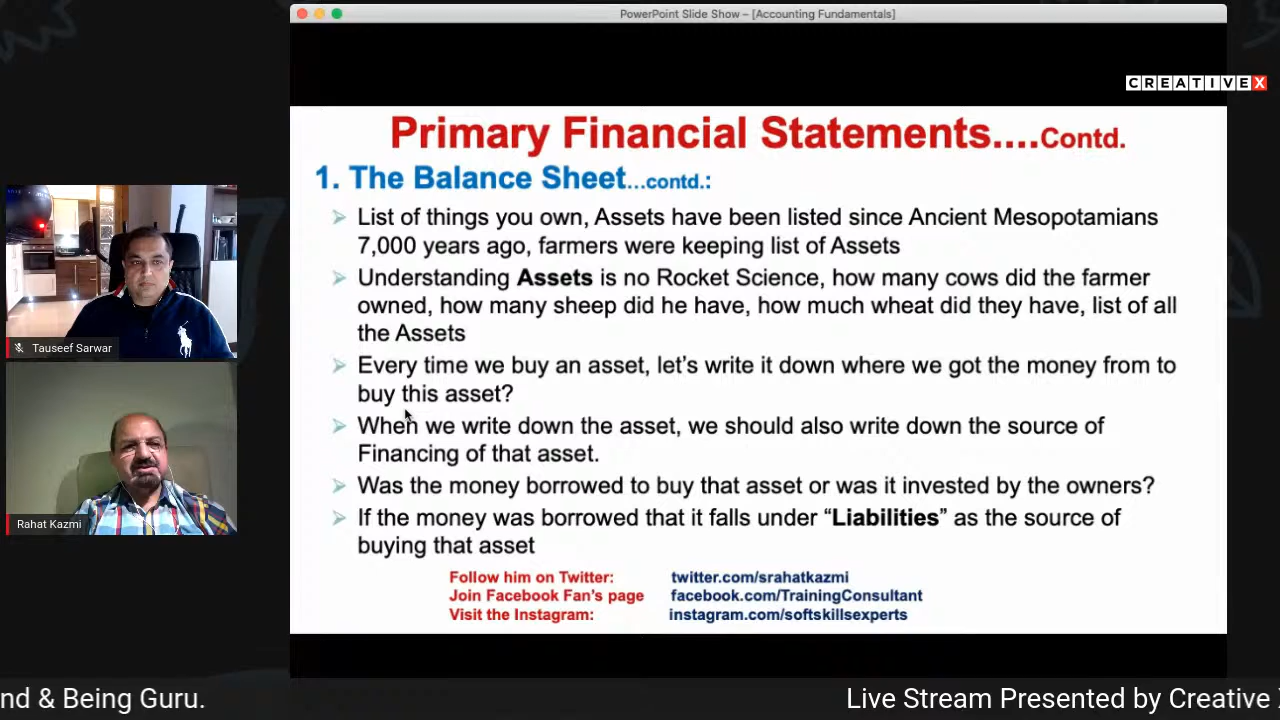 PowerPoint Slide Show – [Accounting Fundamentals]
CREATIVEX
Primary Financial Statements....Contd.
1. The Balance Sheet...contd.:
➢ List of things you own, Assets have been listed since Ancient Mesopotamians
7,000 years ago, farmers were keeping list of Assets
➢ Understanding Assets is no Rocket Science, how many cows did the farmer
owned, how many sheep did he have, how much wheat did they have, list of all
the Assets
➢ Every time we buy an asset, let's write it down where we got the money from to
buy this asset?
➢ When we write down the asset, we should also write down the source of
Financing of that asset.
➢ Was the money borrowed to buy that asset or was it invested by the owners?
➢ If the money was borrowed that it falls under “Liabilities” as the source of
buying that asset
Follow him on Twitter: twitter.com/srahatkazmi
Join Facebook Fan's page facebook.com/TrainingConsultant
Visit the Instagram: instagram.com/softskillsexperts
Tauseef Sarwar
Rahat Kazmi
nd & Being Guru.
Live Stream Presented by Creative